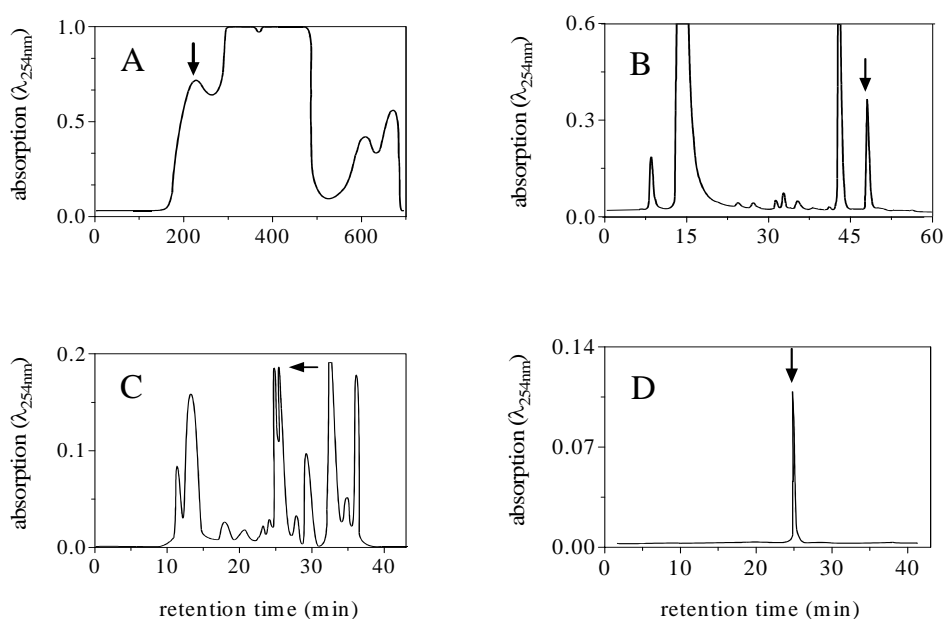 A
absorption (λ254nm)
1.0
0.5
0.0
0 200 400 600
B
absorption (λ254nm)
0.6
0.3
0.0
0 15 30 45 60
C
absorption (λ254nm)
0.2
0.1
0.0
0 10 20 30 40
retention time (min)
D
absorption (λ254nm)
0.14
0.07
0.00
0 10 20 30 40
retention time (min)